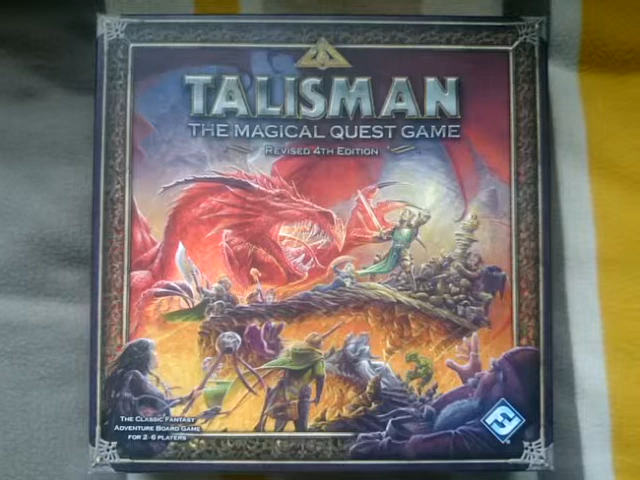 TALISMAN
THE MAGICAL QUEST GAME
REVISED 4TH EDITION
THE CLASSIC FANTASY
ADVENTURE BOARD GAME
FOR 2-6 PLAYERS